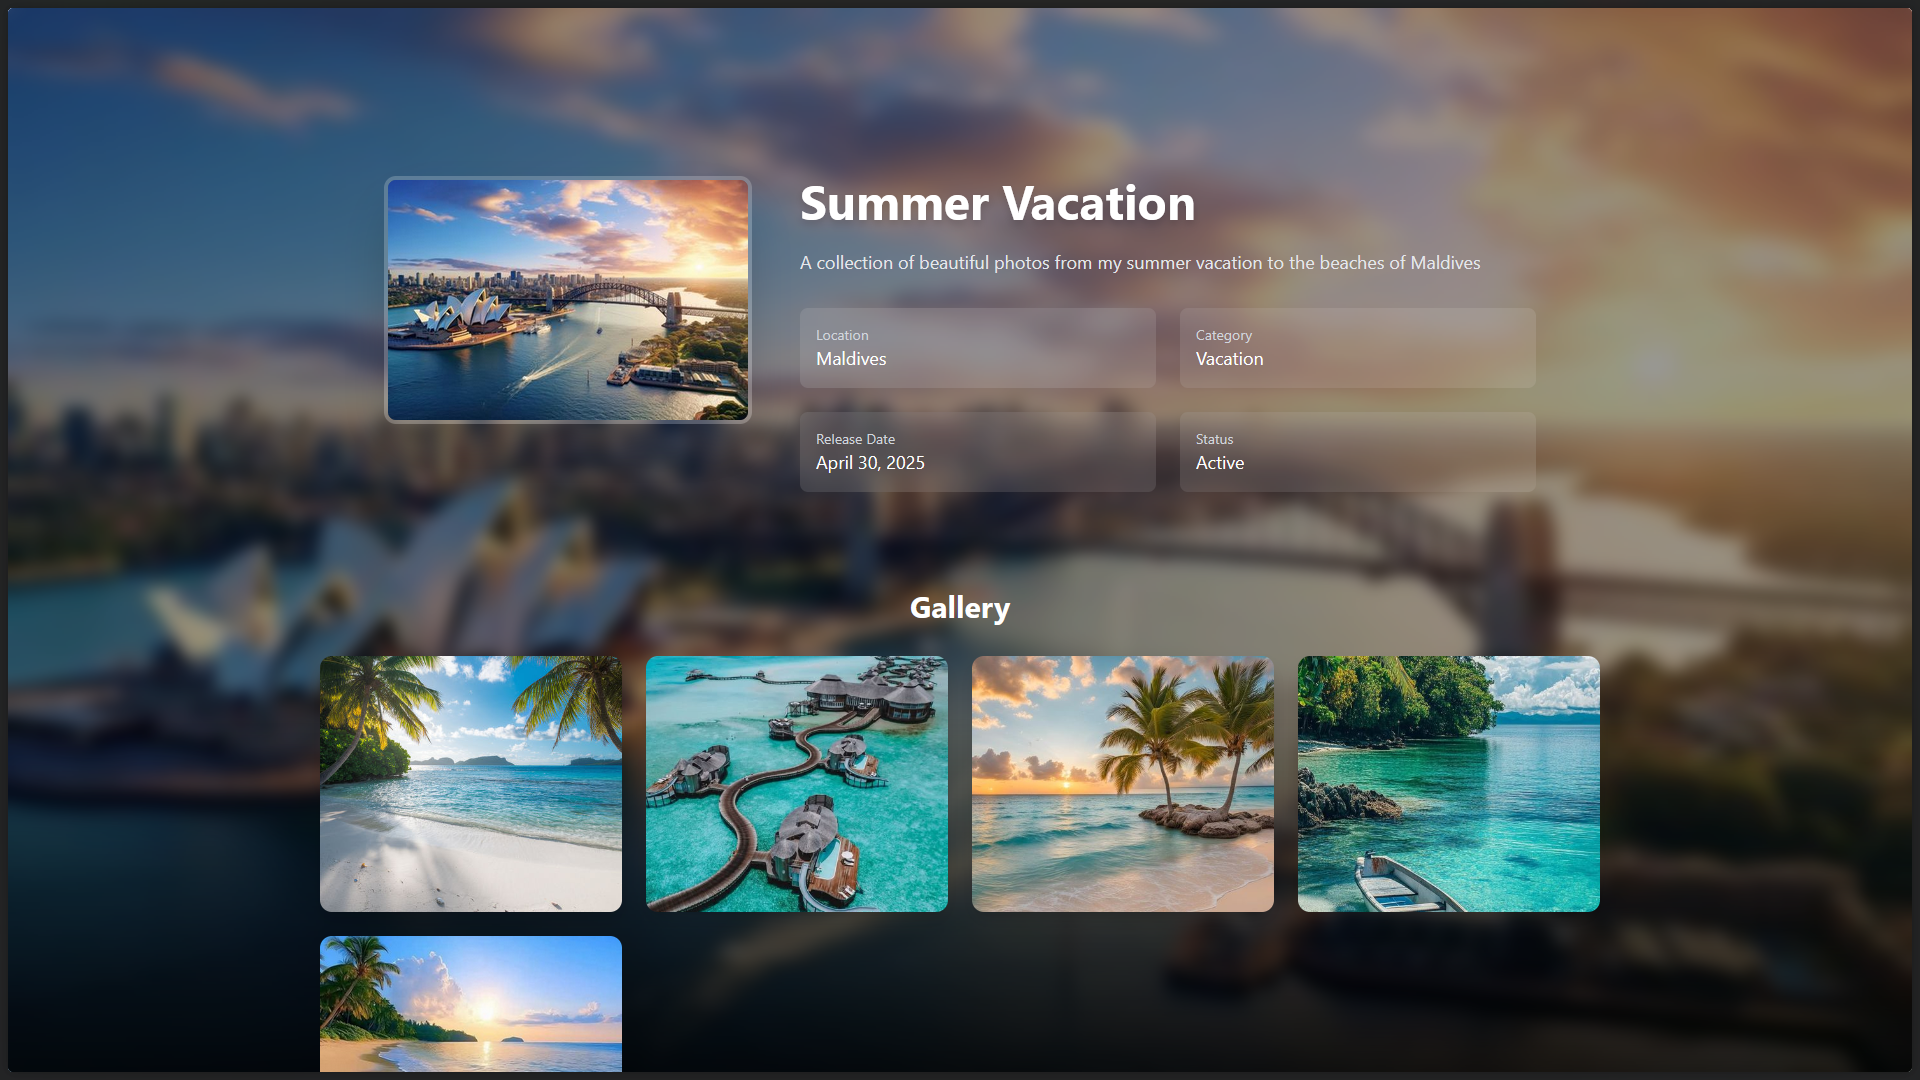 Summer Vacation
A collection of beautiful photos from my summer vacation to the beaches of Maldives
Location
Maldives
Category
Vacation
Release Date
April 30, 2025
Status
Active
Gallery